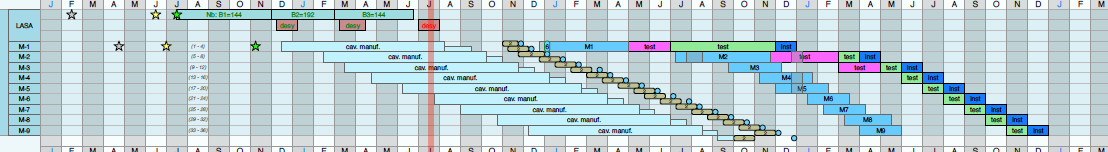 J F M A M J J A S O N D J F M A M J J A S O N D J F M A M J J A S O N D J F M A M J J A S O N D J F M
LASA Nb: B1=144 B2=192 B3=144
desy desy desy
M-1 (1 - 4) cav. manuf. 6 M1 test test inst
M-2 (5 - 8) cav. manuf. M2 test test inst
M-3 (9 - 12) cav. manuf. M3 test test inst
M-4 (13 - 16) cav. manuf. M4 test inst
M-5 (17 - 20) cav. manuf. M5 test inst
M-6 (21 - 24) cav. manuf. M6 test inst
M-7 (25 - 28) cav. manuf. M7 test inst
M-8 (29 - 32) cav. manuf. M8 test inst
M-9 (33 - 36) cav. manuf. M9 test inst